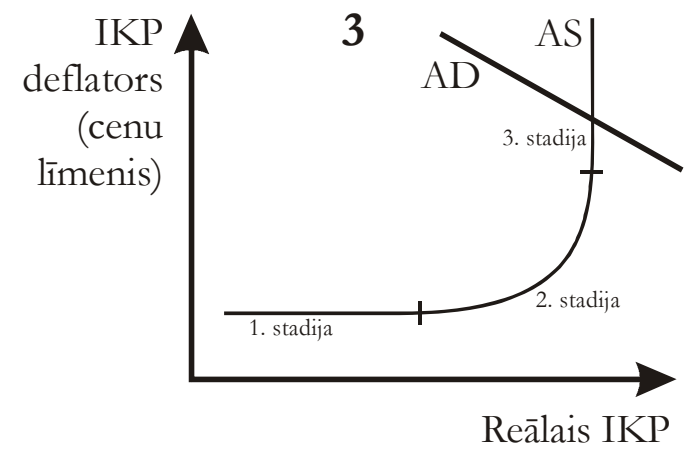 IKP
deflators
(cenu
līmenis)
3
AS
AD
3. stadija
2. stadija
1. stadija
Reālais IKP